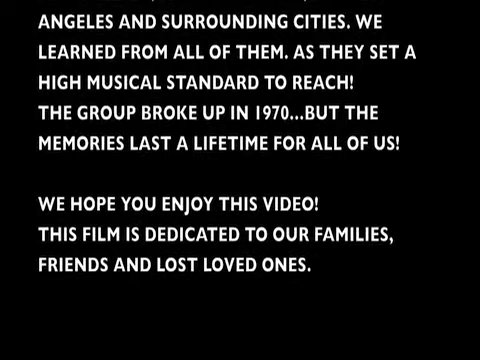 ANGELES AND SURROUNDING CITIES. WE
LEARNED FROM ALL OF THEM. AS THEY SET A
HIGH MUSICAL STANDARD TO REACH!
THE GROUP BROKE UP IN 1970...BUT THE
MEMORIES LAST A LIFETIME FOR ALL OF US!
WE HOPE YOU ENJOY THIS VIDEO!
THIS FILM IS DEDICATED TO OUR FAMILIES,
FRIENDS AND LOST LOVED ONES.